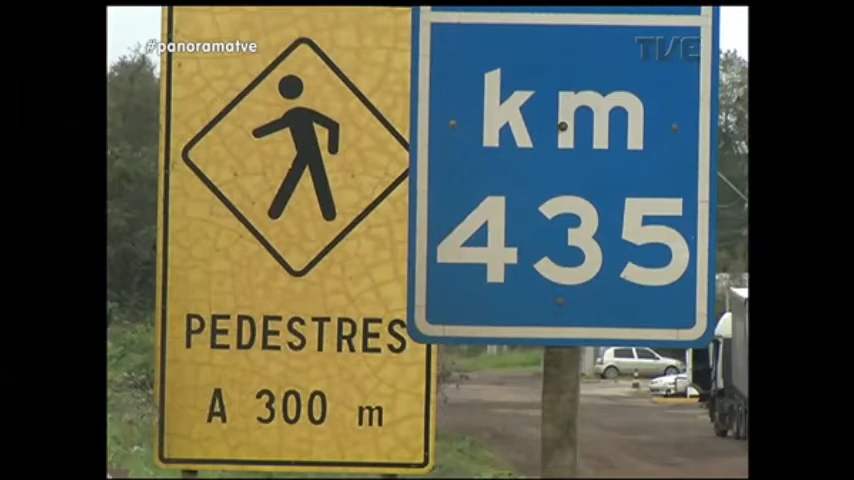 #panoramatve
TVE
PEDESTRES
A 300 m
km
435